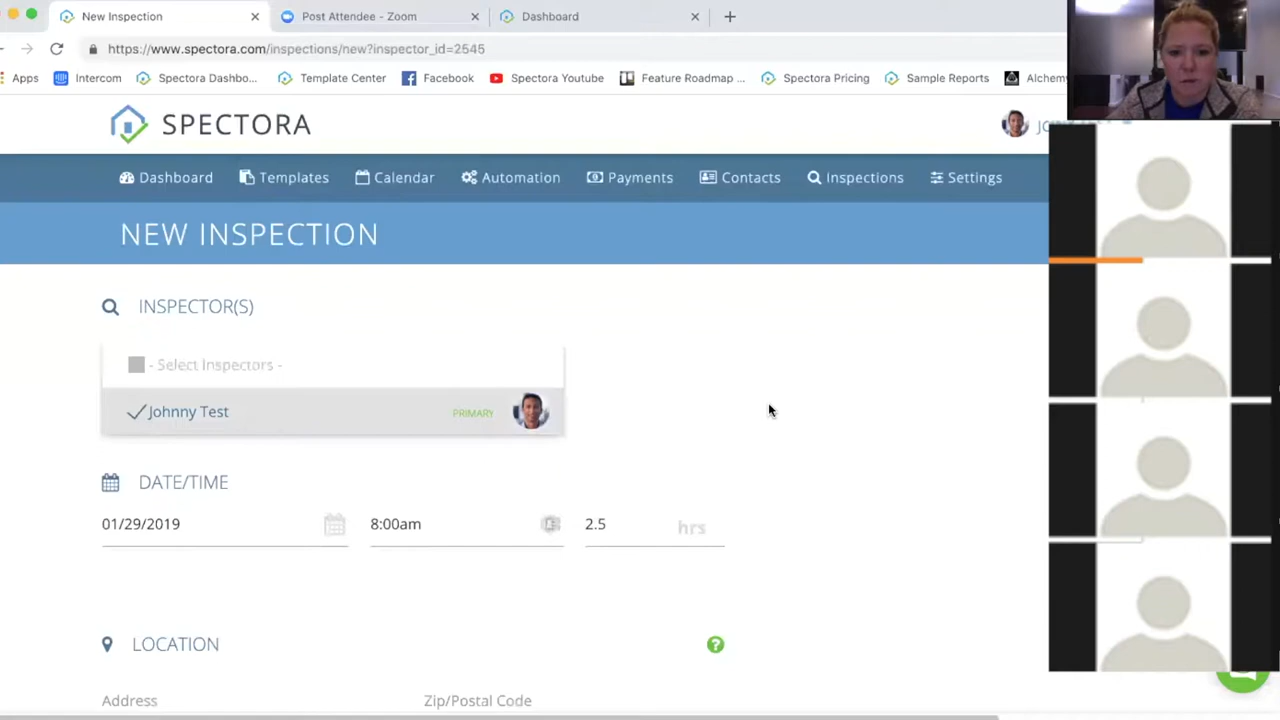 New Inspection
Post Attendee - Zoom
Dashboard
https://www.spectora.com/inspections/new?inspector_id=2545
Apps Intercom Spectora Dashbo... Template Center Facebook Spectora Youtube Feature Roadmap ... Spectora Pricing Sample Reports Alchemy
SPECTORA
Dashboard Templates Calendar Automation Payments Contacts Inspections Settings
NEW INSPECTION
INSPECTOR(S)
- Select Inspectors -
Johnny Test PRIMARY
DATE/TIME
01/29/2019 8:00am 2.5 hrs
LOCATION ?
Address Zip/Postal Code